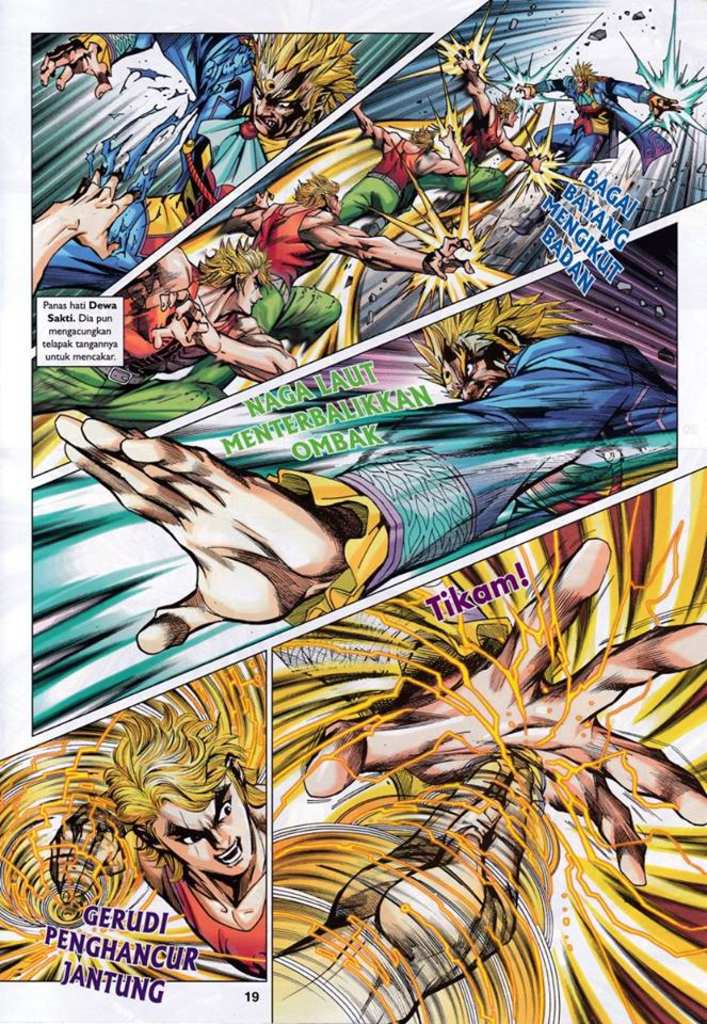 Panas hati Dewa
Sakti. Dia pun
mengacungkan
telapak tangannya
untuk mencakar.
BAGAI
BAYANG
MENGIKUT
BADAN
NAGA LAUT
MENTERBALIKKAN
OMBAK
Tikam!
GERUDI
PENGHANCUR
JANTUNG
19